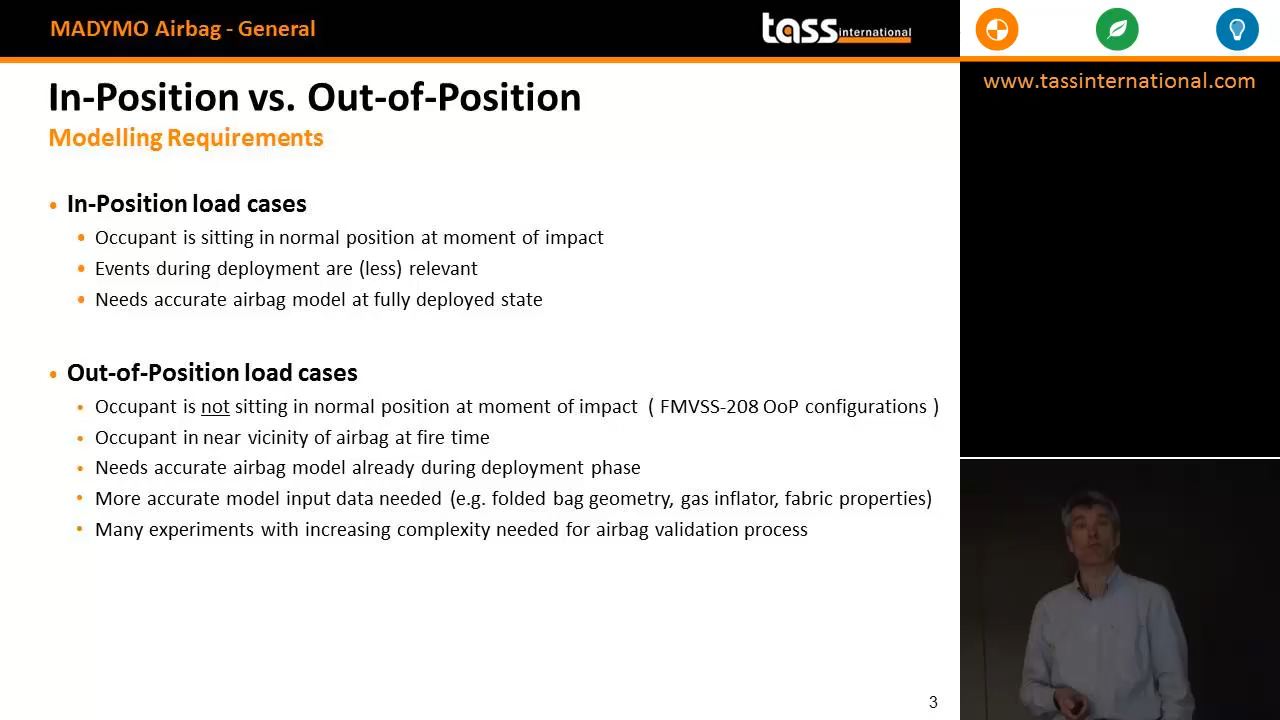 MADYMO Airbag - General
tass international
www.tassinternational.com
In-Position vs. Out-of-Position
Modelling Requirements
• In-Position load cases
• Occupant is sitting in normal position at moment of impact
• Events during deployment are (less) relevant
• Needs accurate airbag model at fully deployed state
• Out-of-Position load cases
• Occupant is not sitting in normal position at moment of impact ( FMVSS-208 OoP configurations )
• Occupant in near vicinity of airbag at fire time
• Needs accurate airbag model already during deployment phase
• More accurate model input data needed (e.g. folded bag geometry, gas inflator, fabric properties)
• Many experiments with increasing complexity needed for airbag validation process
3